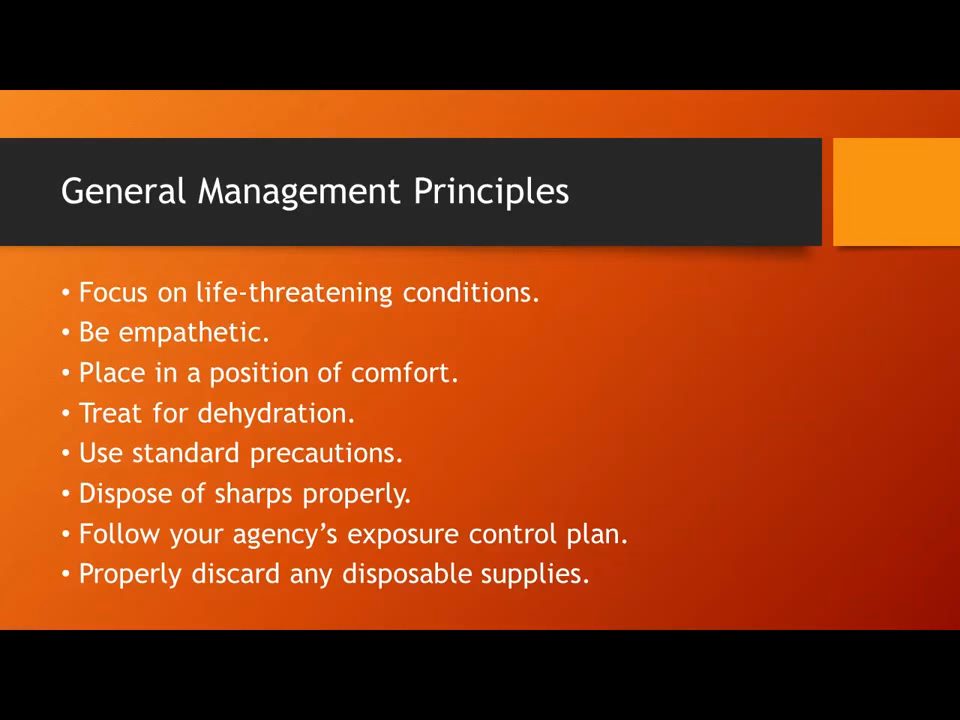 General Management Principles
• Focus on life-threatening conditions.
• Be empathetic.
• Place in a position of comfort.
• Treat for dehydration.
• Use standard precautions.
• Dispose of sharps properly.
• Follow your agency’s exposure control plan.
• Properly discard any disposable supplies.